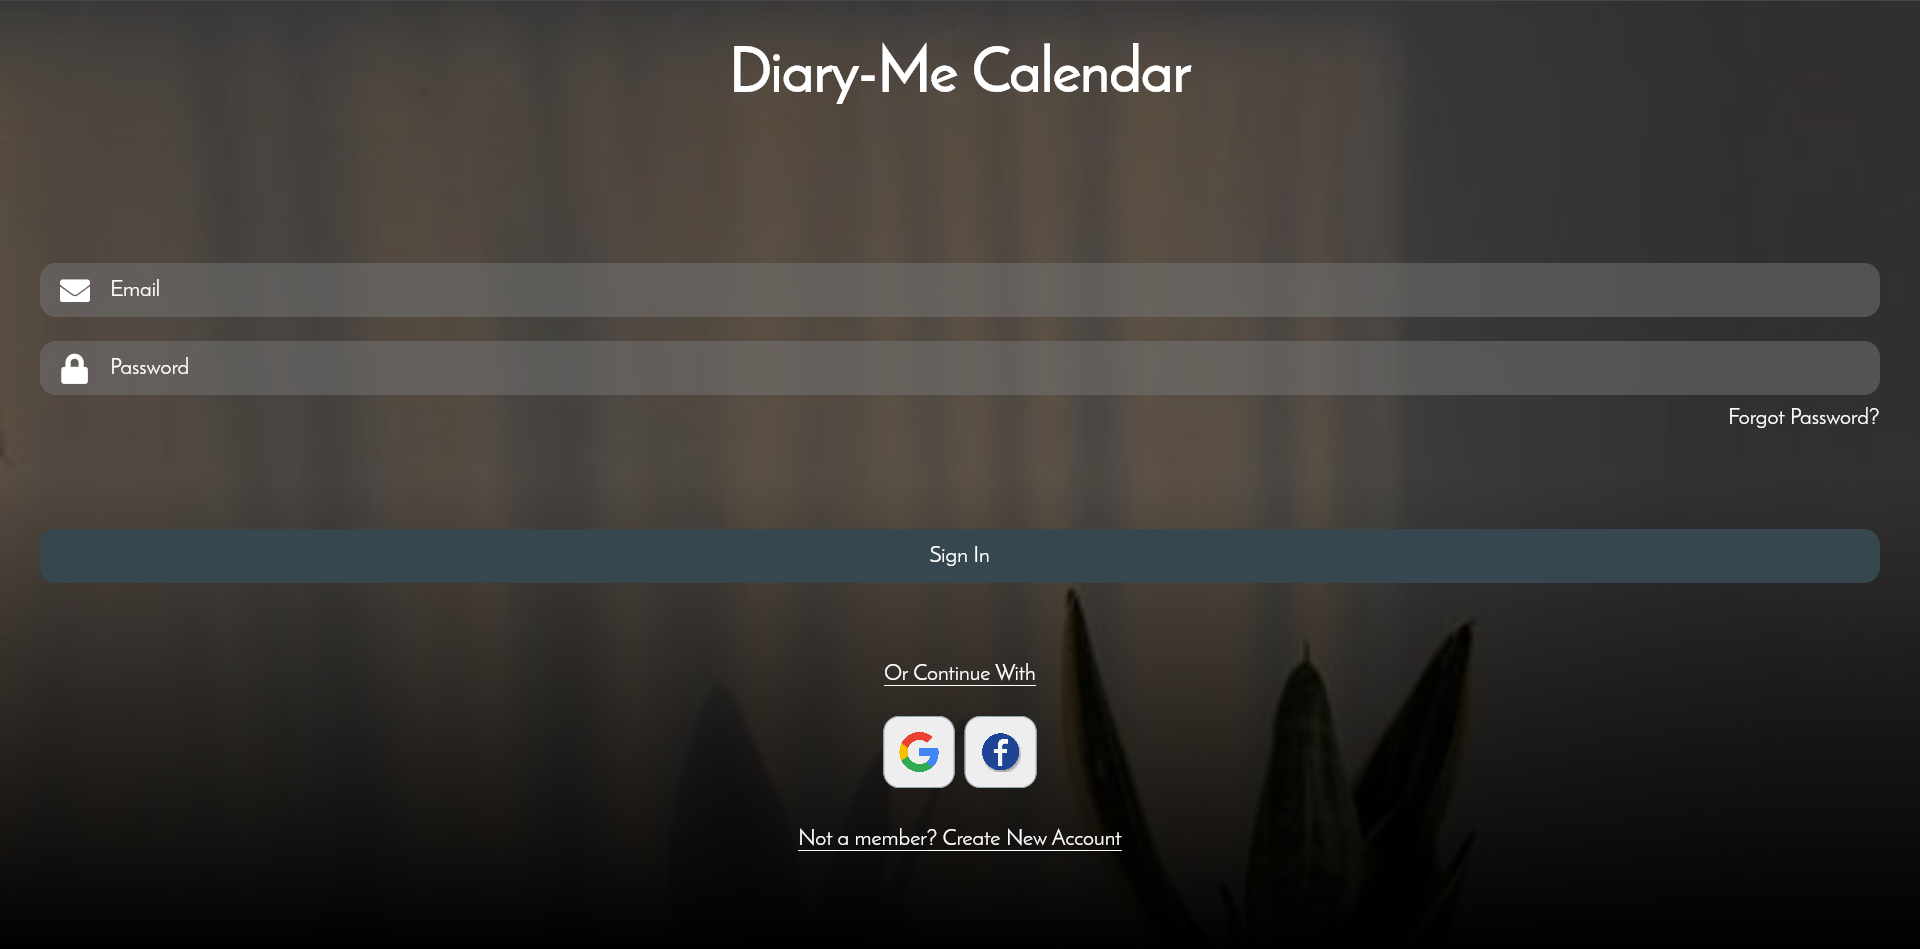 Diary-Me Calendar
Email
Password
Forgot Password?
Sign In
Or Continue With
Not a member? Create New Account